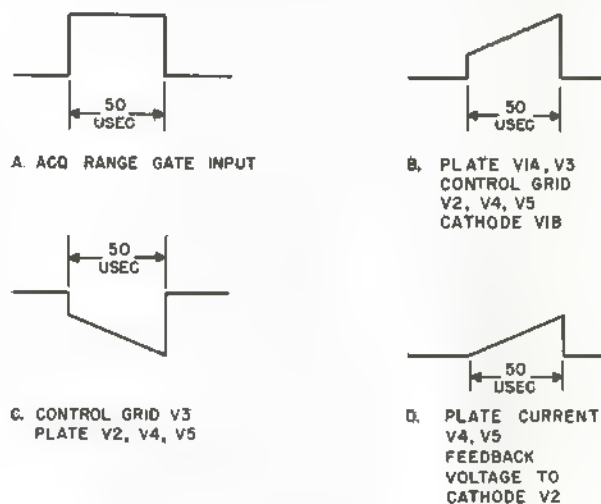 50
USEC
A. ACQ RANGE GATE INPUT
50
USEC
B. PLATE V1A, V3
CONTROL GRID
V2, V4, V5
CATHODE V1B
50
USEC
C. CONTROL GRID V3
PLATE V2, V4, V5
50
USEC
D. PLATE CURRENT
V4, V5
FEEDBACK
VOLTAGE TO
CATHODE V2